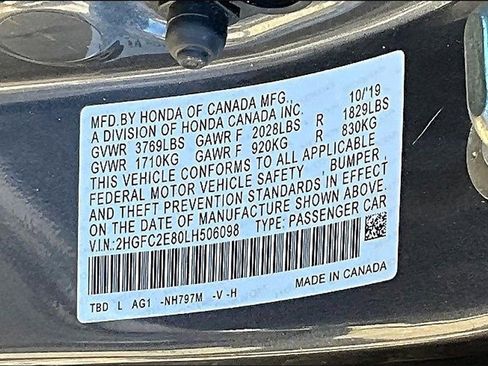 MFD.BY HONDA OF CANADA MFG., 10/'19
A DIVISION OF HONDA CANADA INC.
GVWR 3769LBS GAWR F 2028LBS R 1829LBS
GVWR 1710KG GAWR F 920KG R 830KG
THIS VEHICLE CONFORMS TO ALL APPLICABLE
FEDERAL MOTOR VEHICLE SAFETY , BUMPER,
AND THEFT PREVENTION STANDARDS IN EFFECT
ON THE DATE OF MANUFACTURE SHOWN ABOVE.
V.I.N.:2HGFC2E80LH506098 TYPE: PASSENGER CAR
MADE IN CANADA
TBD L AG1 -NH797M -V -H